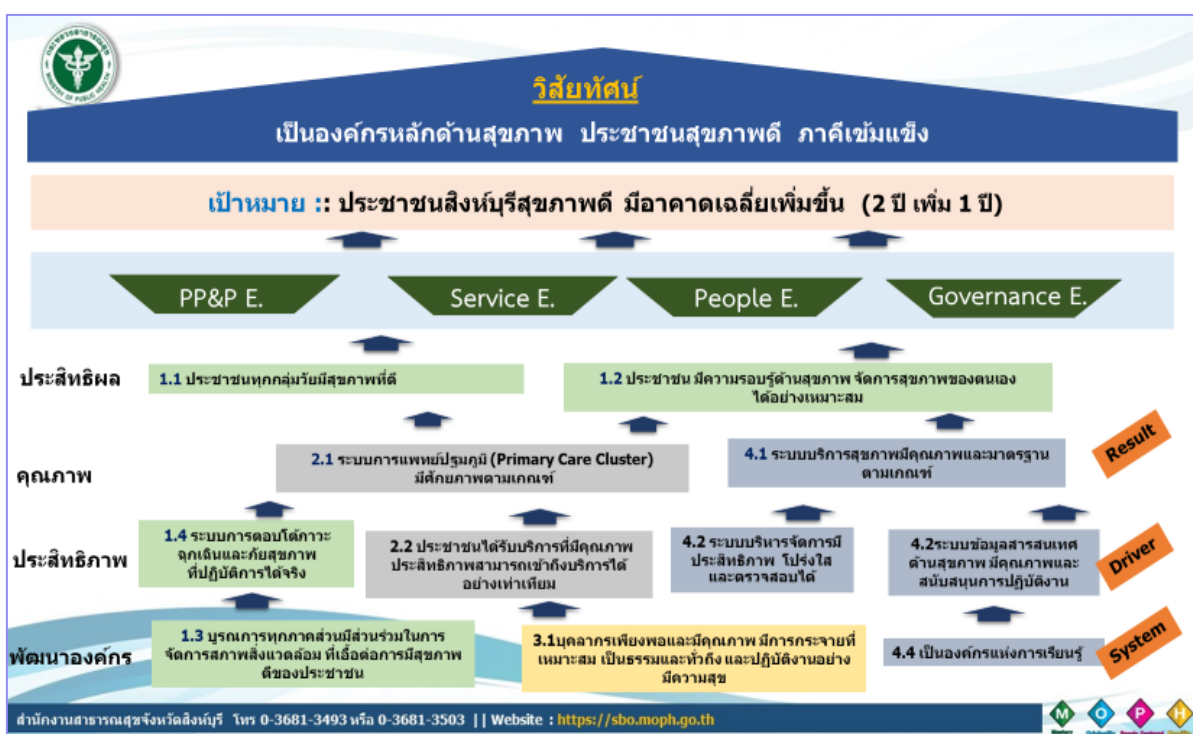 วิสัยทัศน์
เป็นองค์กรหลักด้านสุขภาพ ประชาชนสุขภาพดี ภาคีเข้มแข็ง
เป้าหมาย :: ประชาชนสิงห์บุรีสุขภาพดี มีอาคาดเฉลี่ยเพิ่มขึ้น (2 ปี เพิ่ม 1 ปี)
PP&P E.
Service E.
People E.
Governance E.
ประสิทธิผล
1.1 ประชาชนทุกกลุ่มวัยมีสุขภาพที่ดี
1.2 ประชาชน มีความรอบรู้ด้านสุขภาพ จัดการสุขภาพของตนเอง
ได้อย่างเหมาะสม
Result
คุณภาพ
2.1 ระบบการแพทย์ปฐมภูมิ (Primary Care Cluster)
มีศักยภาพตามเกณฑ์
4.1 ระบบบริการสุขภาพมีคุณภาพและมาตรฐาน
ตามเกณฑ์
ประสิทธิภาพ
1.4 ระบบการตอบโต้ภาวะ
ฉุกเฉินและภัยสุขภาพ
ที่ปฏิบัติการได้จริง
2.2 ประชาชนได้รับบริการที่มีคุณภาพ
ประสิทธิภาพสามารถเข้าถึงบริการได้
อย่างเท่าเทียม
4.2 ระบบบริหารจัดการมี
ประสิทธิภาพ โปร่งใส
และตรวจสอบได้
4.2ระบบข้อมูลสารสนเทศ
ด้านสุขภาพ มีคุณภาพและ
สนับสนุนการปฏิบัติงาน
Driver
พัฒนาองค์กร
1.3 บูรณการทุกภาคส่วนมีส่วนร่วมในการ
จัดการสภาพสิ่งแวดล้อม ที่เอื้อต่อการมีสุขภาพ
ดีของประชาชน
3.1บุคลากรเพียงพอและมีคุณภาพ มีการกระจายที่
เหมาะสม เป็นธรรมและทั่วถึง และปฏิบัติงานอย่าง
มีความสุข
4.4 เป็นองค์กรแห่งการเรียนรู้
System
สำนักงานสาธารณสุขจังหวัดสิงห์บุรี โทร 0-3681-3493 หรือ 0-3681-3503 || Website : https://sbo.moph.go.th
M O P H